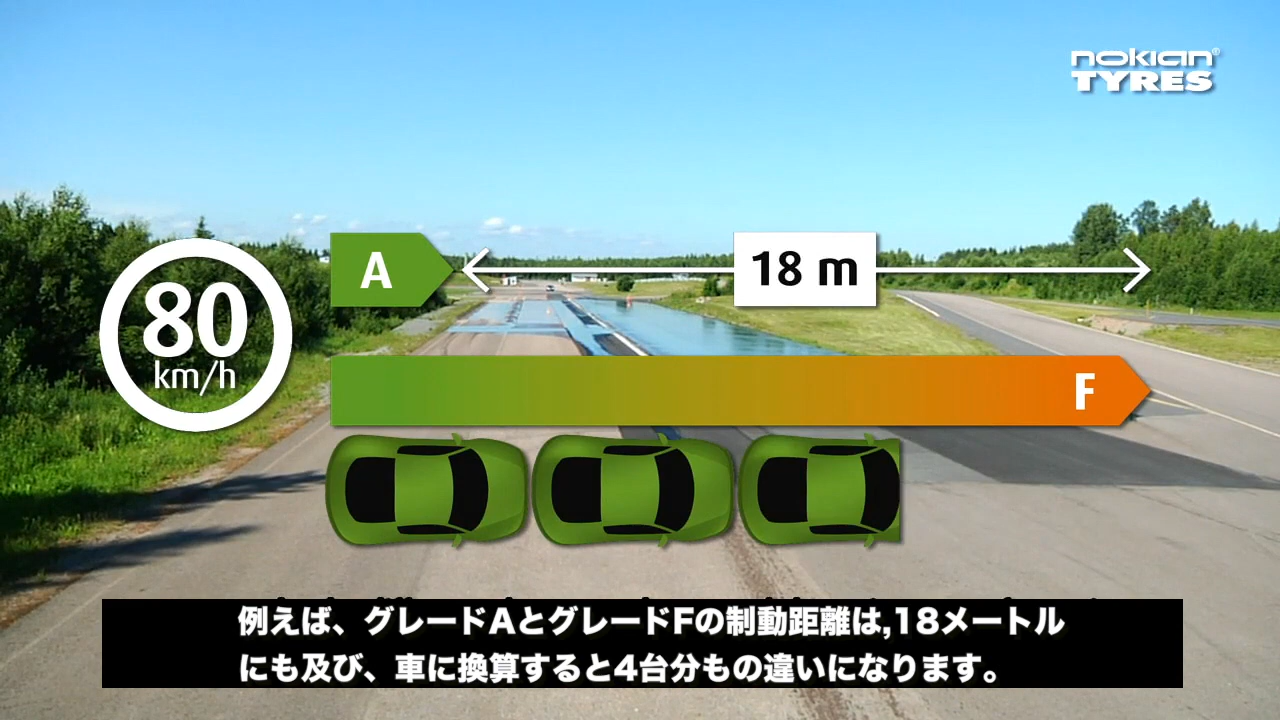 nokian®
TYRES
A
18 m
80
km/h
F
例えば、グレードAとグレードFの制動距離は,18メートル
にも及び、車に換算すると4台分もの違いになります。